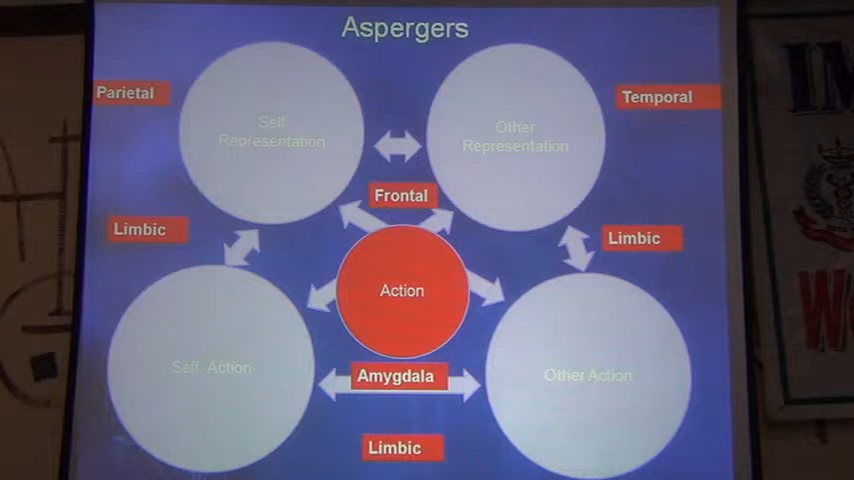 Aspergers
Parietal
Temporal
Self
Representation
Other
Representation
Frontal
Limbic
Limbic
Action
Self Action
Amygdala
Other Action
Limbic